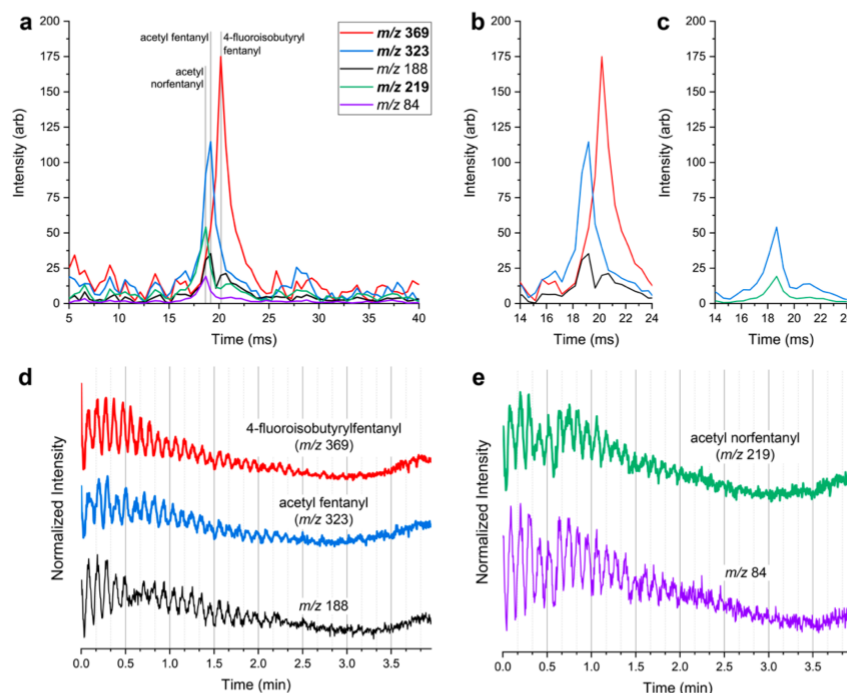 a
b
c
200
175
150
125
100
75
50
25
0
Intensity (arb)
5
10
15
20
25
30
35
40
Time (ms)
acetyl fentanyl
4-fluoroisobutyryl
fentanyl
acetyl
norfentanyl
m/z 369
m/z 323
m/z 188
m/z 219
m/z 84
200
175
150
125
100
75
50
25
0
Intensity (arb)
14
16
18
20
22
24
Time (ms)
200
175
150
125
100
75
50
25
0
14
16
18
20
22
24
Time (ms)
d
Normalized Intensity
4-fluoroisobutyrylfentanyl
(m/z 369)
acetyl fentanyl
(m/z 323)
m/z 188
0.0
0.5
1.0
1.5
2.0
2.5
3.0
3.5
Time (min)
e
Normalized Intensity
acetyl norfentanyl
(m/z 219)
m/z 84
0.0
0.5
1.0
1.5
2.0
2.5
3.0
3.5
Time (min)